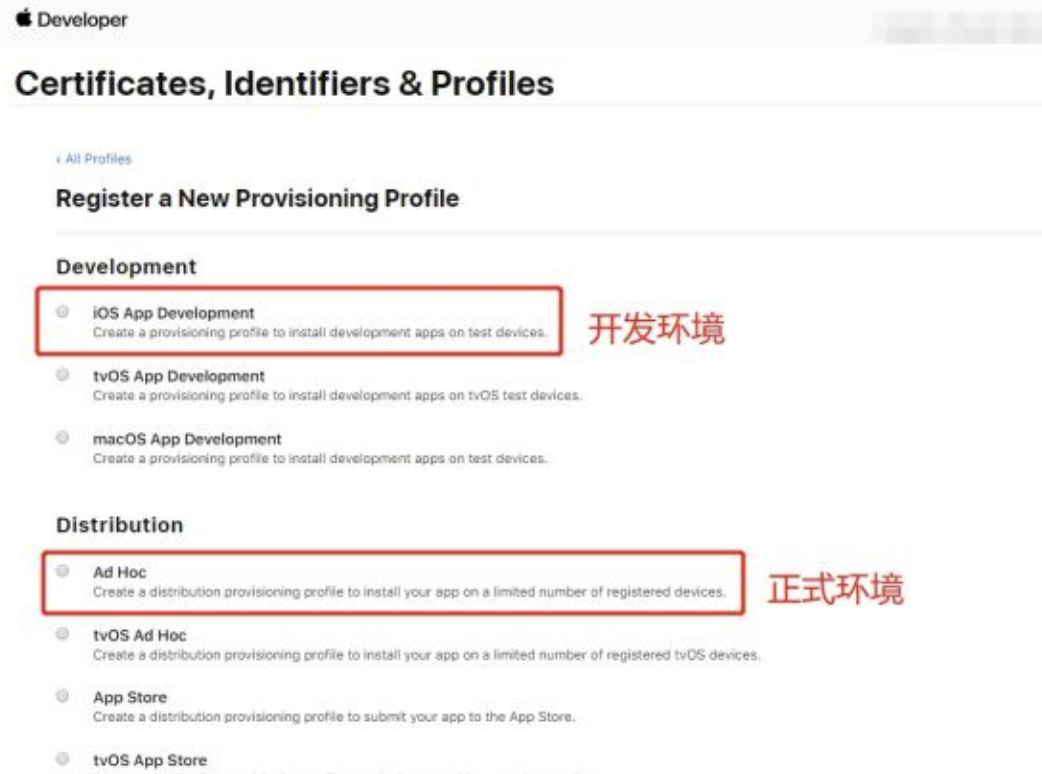 Developer
Certificates, Identifiers & Profiles
‹ All Profiles
Register a New Provisioning Profile
Development
iOS App Development
Create a provisioning profile to install development apps on test devices.
开发环境
tvOS App Development
Create a provisioning profile to install development apps on tvOS test devices.
macOS App Development
Create a provisioning profile to install development apps on test devices.
Distribution
Ad Hoc
Create a distribution provisioning profile to install your app on a limited number of registered devices.
正式环境
tvOS Ad Hoc
Create a distribution provisioning profile to install your app on a limited number of registered tvOS devices.
App Store
Create a distribution provisioning profile to submit your app to the App Store.
tvOS App Store